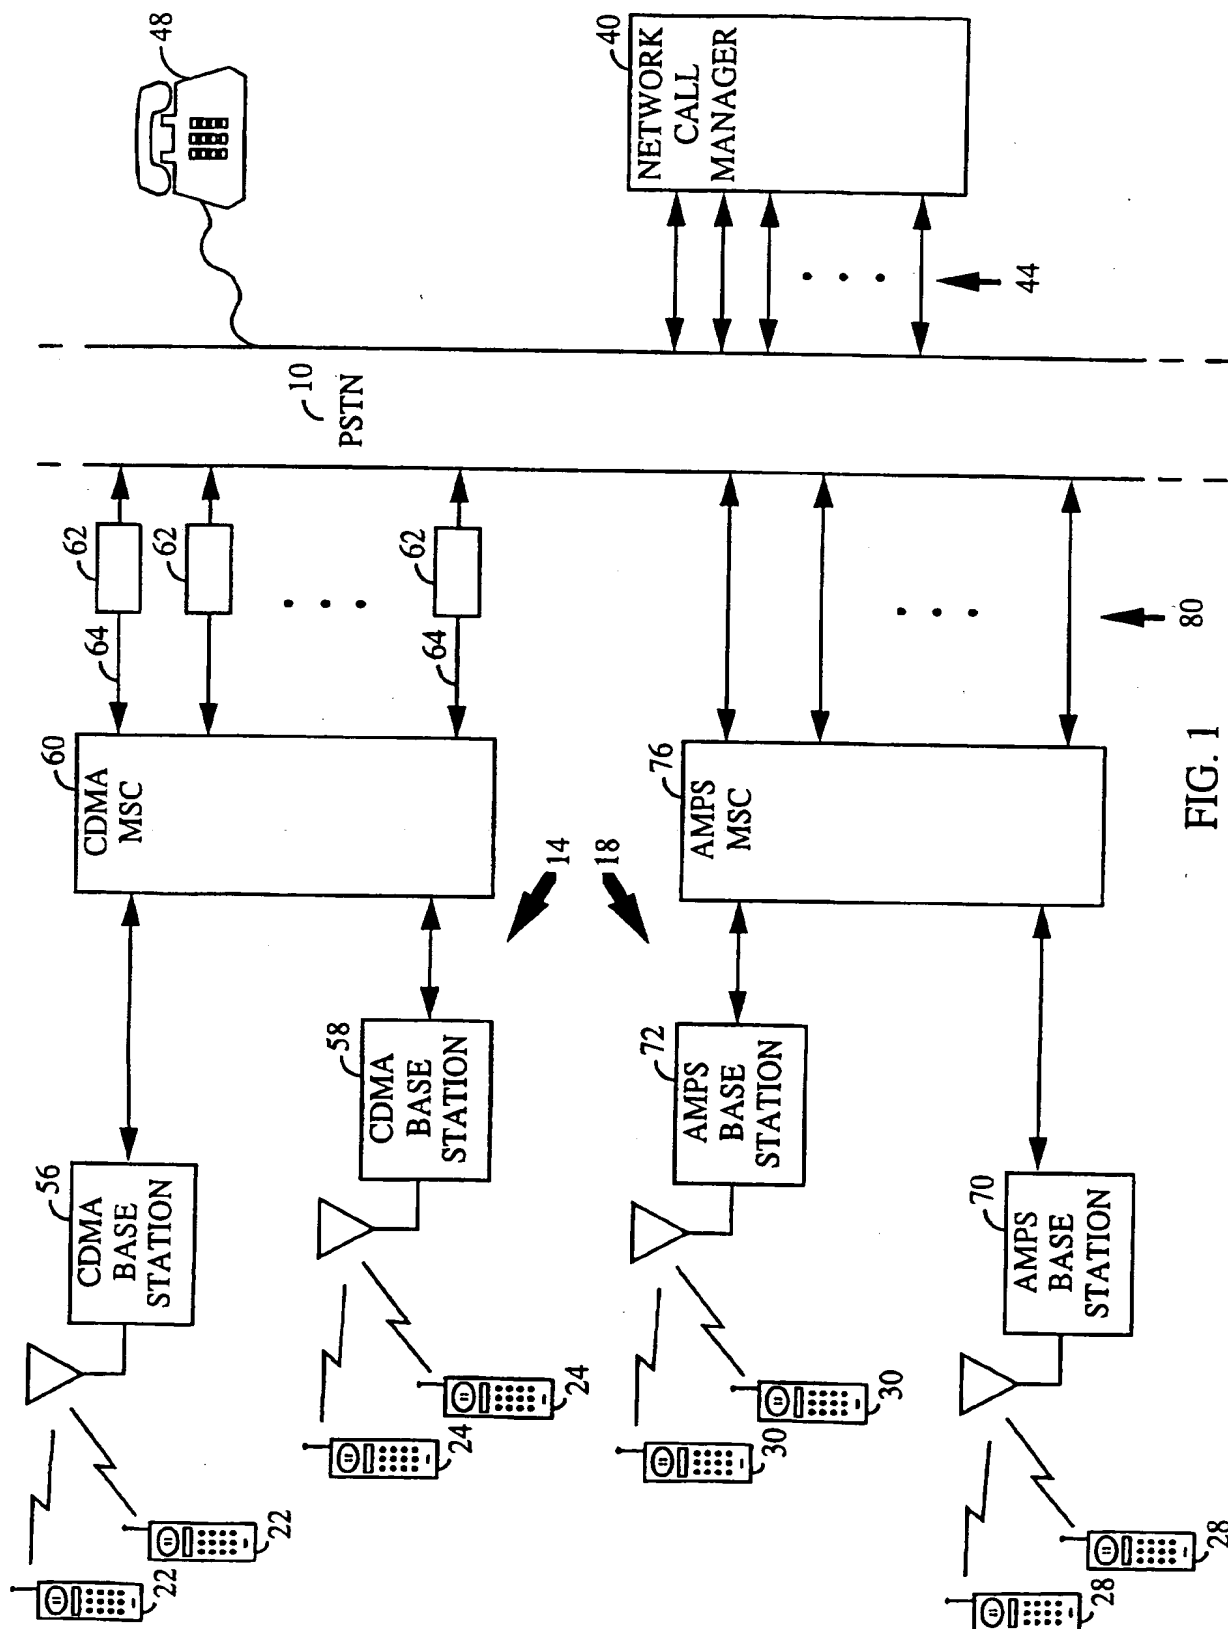 48
40
NETWORK
CALL
MANAGER
44
10
PSTN
62
62
62
64
64
60
CDMA
MSC
76
AMPS
MSC
80
14
18
56
CDMA
BASE
STATION
58
CDMA
BASE
STATION
72
AMPS
BASE
STATION
70
AMPS
BASE
STATION
22
22
24
24
30
30
28
28
FIG. 1